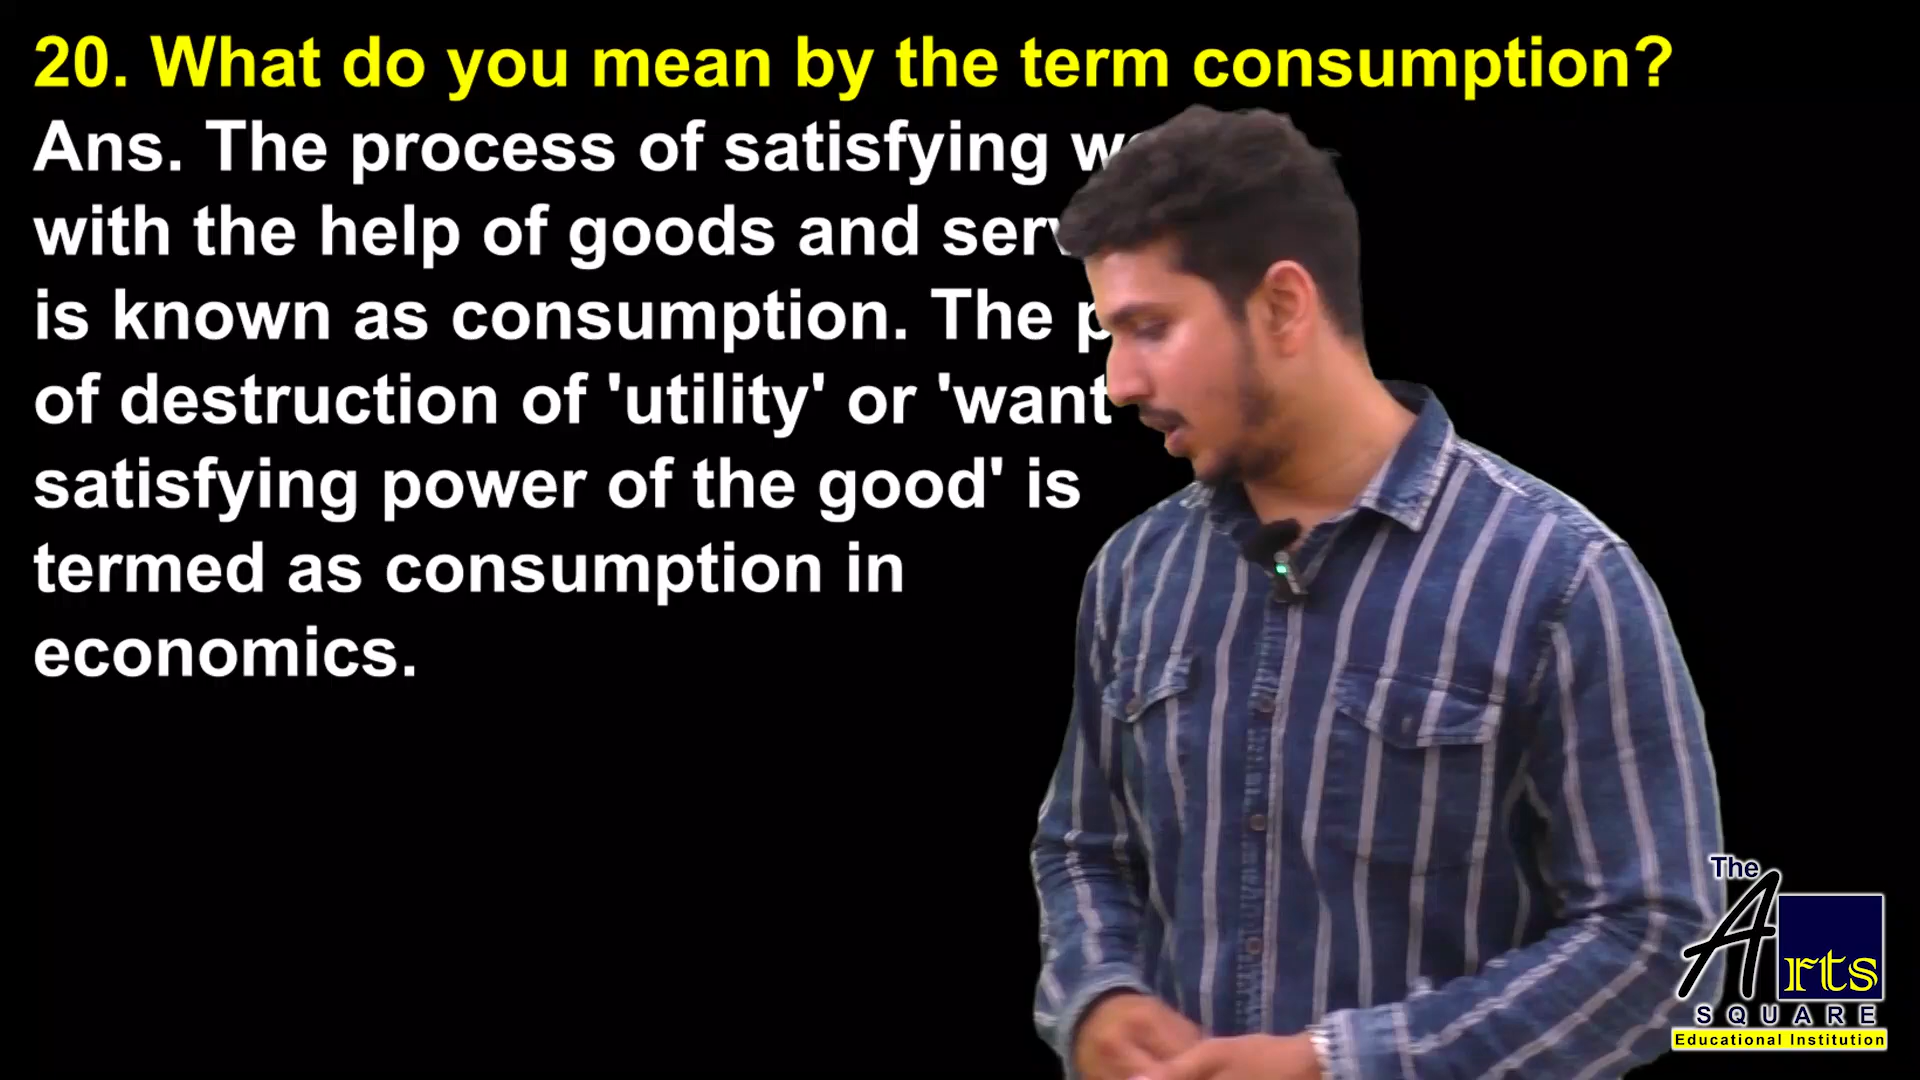 20. What do you mean by the term consumption?
Ans. The process of satisfying
with the help of goods and
is known as consumption. The
of destruction of 'utility' or 'want
satisfying power of the good' is
termed as consumption in
economics.
The
Arts
SQUARE
Educational Institution